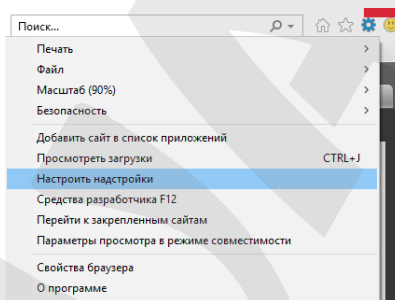 Поиск...
Печать
Файл
Масштаб (90%)
Безопасность
Добавить сайт в список приложений
Просмотреть загрузки CTRL+J
Настроить надстройки
Средства разработчика F12
Перейти к закрепленным сайтам
Параметры просмотра в режиме совместимости
Свойства браузера
О программе